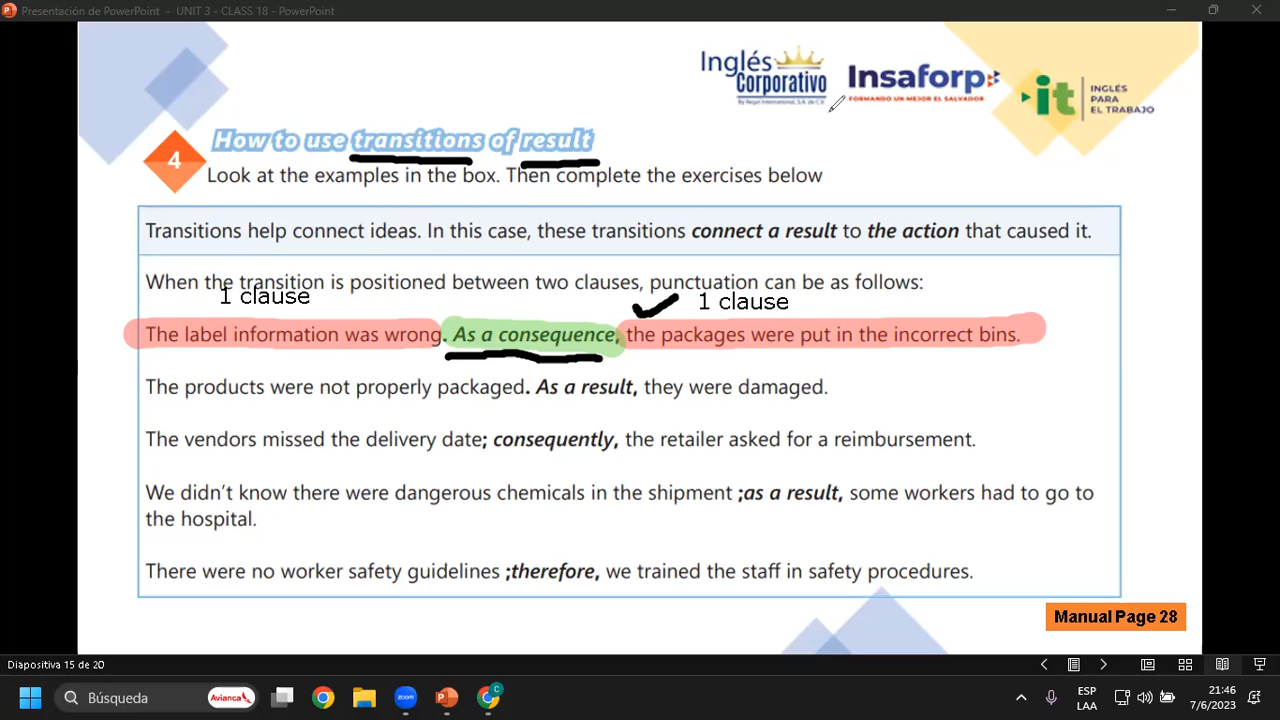 Presentación de PowerPoint - UNIT 3 - CLASS 18 - PowerPoint
Inglés
Corporativo
By Regal International, S.A. de C.V.
Insaforp
FORMANDO UN MEJOR EL SALVADOR
it
INGLÉS
PARA
EL TRABAJO
4
How to use transitions of result
Look at the examples in the box. Then complete the exercises below
Transitions help connect ideas. In this case, these transitions connect a result to the action that caused it.
When the transition is positioned between two clauses, punctuation can be as follows:
1 clause
1 clause
The label information was wrong. As a consequence, the packages were put in the incorrect bins.
The products were not properly packaged. As a result, they were damaged.
The vendors missed the delivery date; consequently, the retailer asked for a reimbursement.
We didn't know there were dangerous chemicals in the shipment ;as a result, some workers had to go to
the hospital.
There were no worker safety guidelines ;therefore, we trained the staff in safety procedures.
Manual Page 28
Diapositiva 15 de 20
Búsqueda
Avianca
zoom
C
ESP
LAA
21:46
7/6/2023